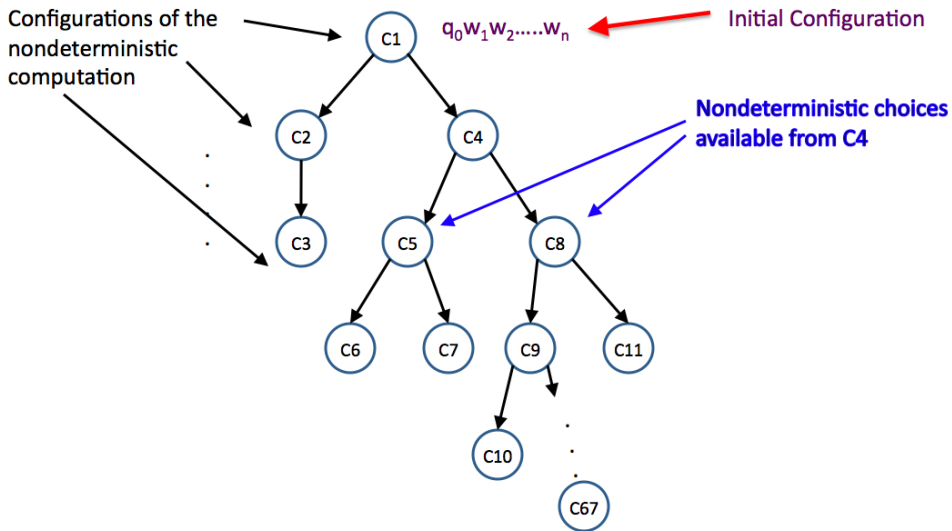 Configurations of the
nondeterministic
computation
C1
q₀w₁w₂.....wₙ
Initial Configuration
C2
C4
Nondeterministic choices
available from C4
C3
C5
C8
C6
C7
C9
C11
C10
C67